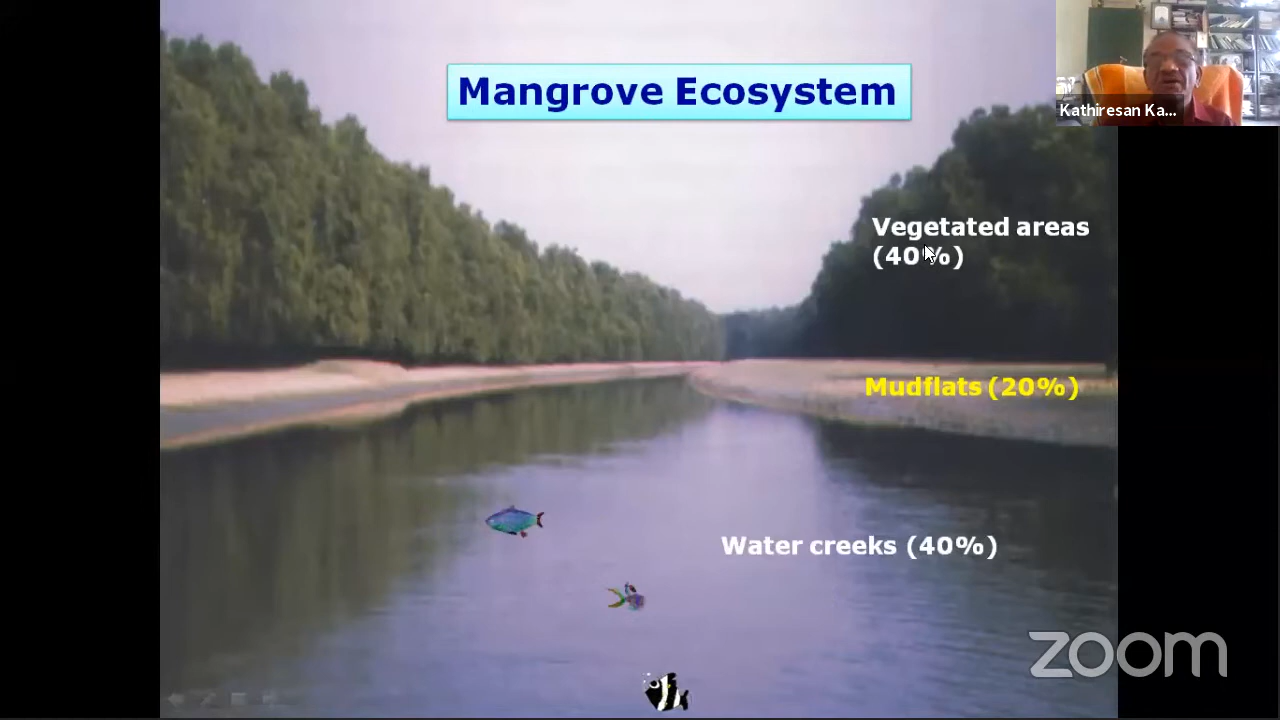 Mangrove Ecosystem
Kathiresan Ka...
Vegetated areas
(40%)
Mudflats (20%)
Water creeks (40%)
zoom